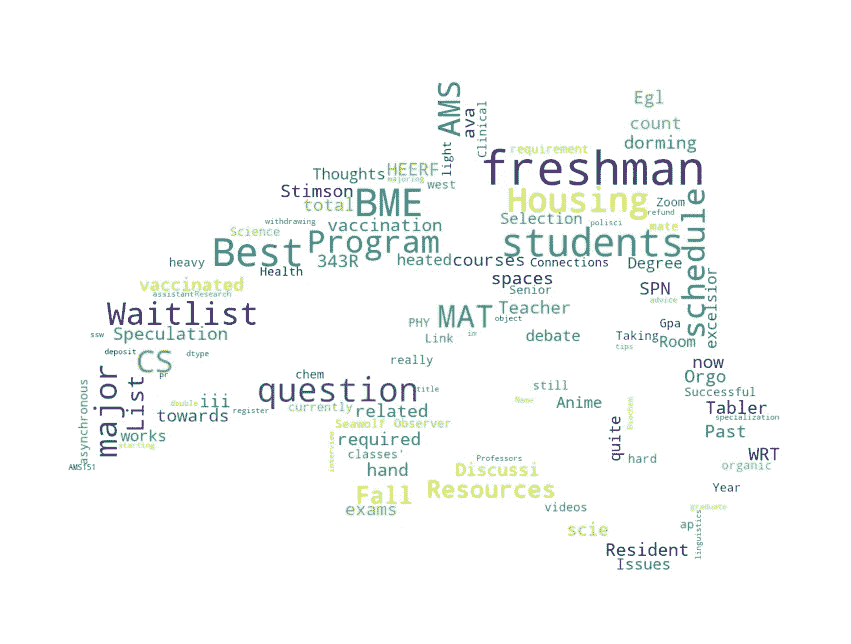 Egl
AMS
ava
Clinical
count
dorming
light
requirement
freshman
Thoughts
HEERF
majoring
west
Stimson
total
BME
Housing
Zoom
refund
schedule
withdrawing
vaccination
Selection
polisci
mate
Science
Best
Program
students
heavy
Health
343R
heated
courses
Connections
Degree
excelsior
vaccinated
assistantResearch
spaces
Senior
SPN
advice
Waitlist
PHY
MAT
object
Teacher
Gpa
ssw
Speculation
Link
int
debate
Taking
Room
tips
deposit
dtype
CS
pr
really
now
major
List
chem
question
title
still
Orgo
Successful
asynchronous
iii
double
towards
register
currently
related
Name
Anime
Tabler
specialization
works
starting
Seawolf
Observer
required
quite
Past
interview
classes'
AMS151
hand
Professors
Discussi
hard
WRT
organic
Fall
Resources
Year
exams
videos
graduate
scie
ap
linguistics
Resident
Issues